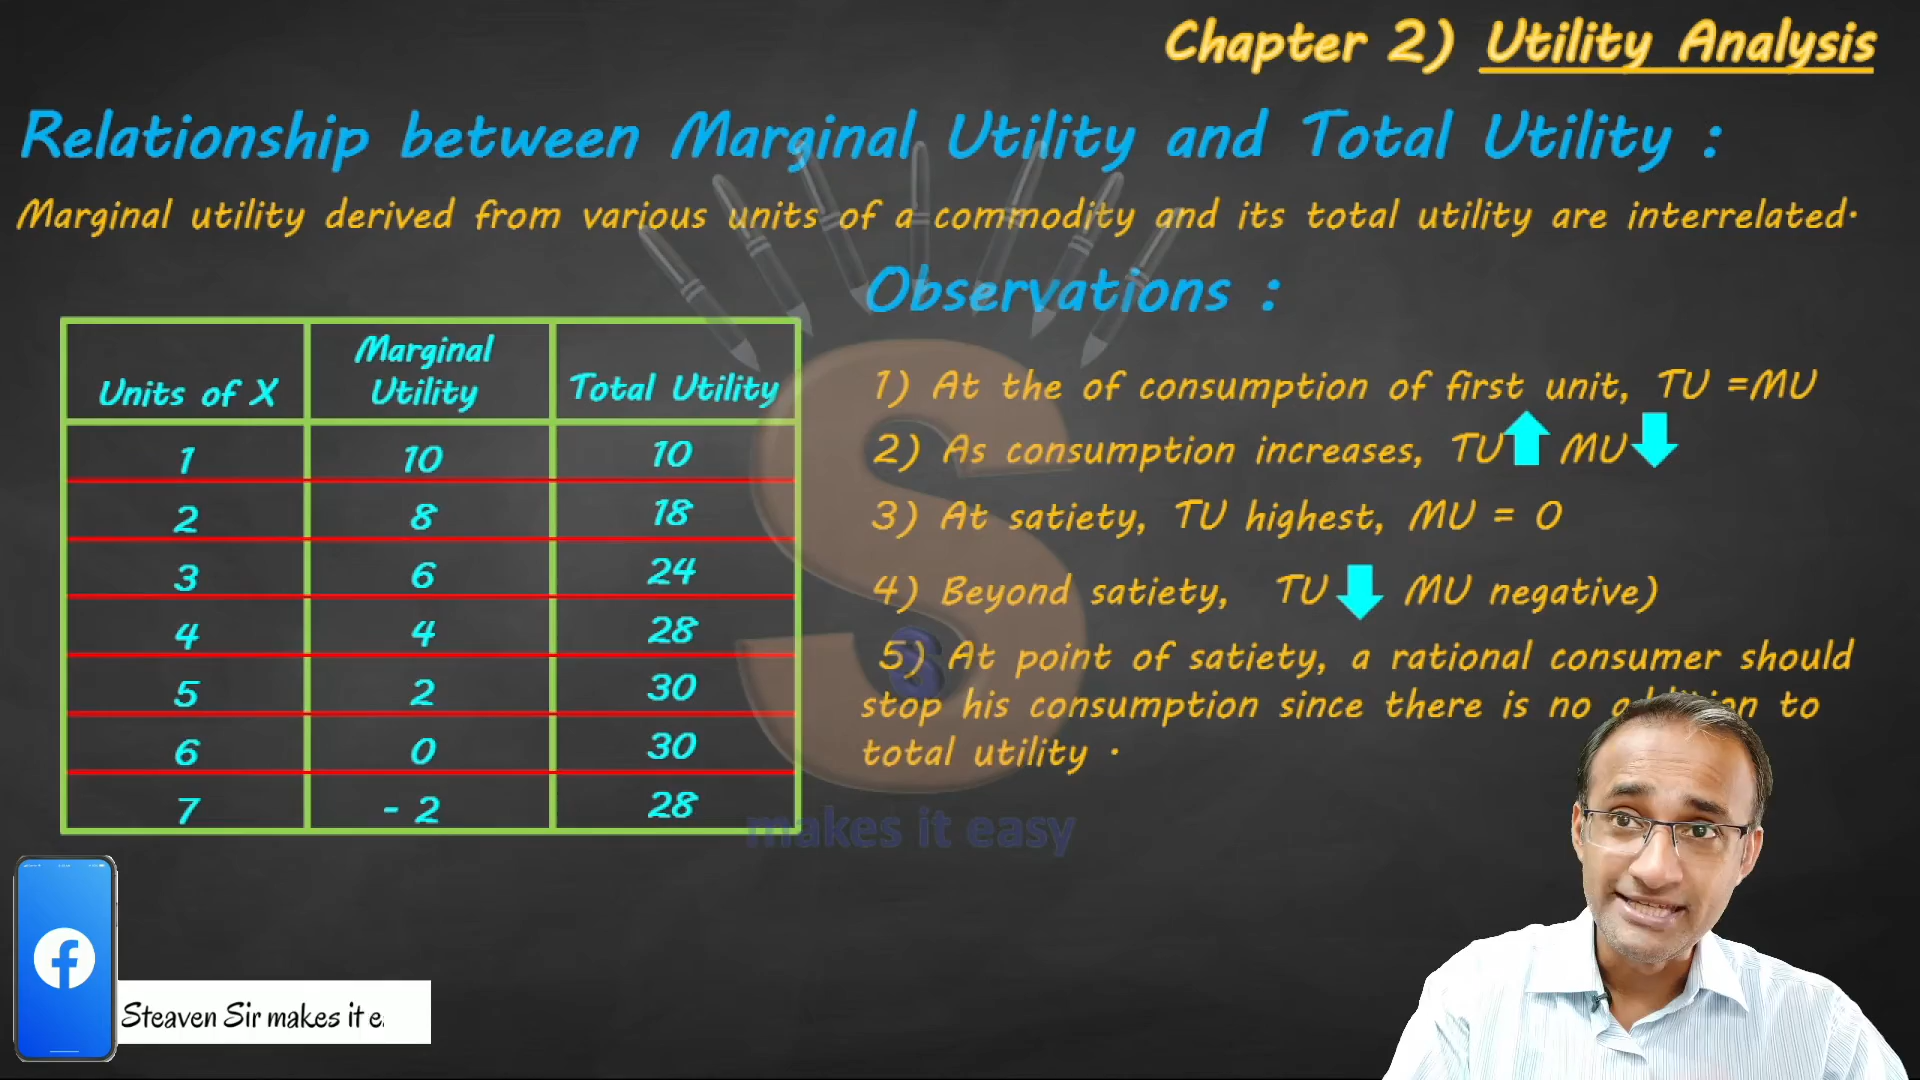 Chapter 2) Utility Analysis
Relationship between Marginal Utility and Total Utility :
Marginal utility derived from various units of a commodity and its total utility are interrelated.
Observations :
Units of X Marginal Utility Total Utility
1 10 10
2 8 18
3 6 24
4 4 28
5 2 30
6 0 30
7 - 2 28
1) At the of consumption of first unit, TU =MU
2) As consumption increases, TU MU
3) At satiety, TU highest, MU = 0
4) Beyond satiety, TU MU negative)
5) At point of satiety, a rational consumer should
stop his consumption since there is no addition to
total utility .
S
makes it easy
Steaven Sir makes it e